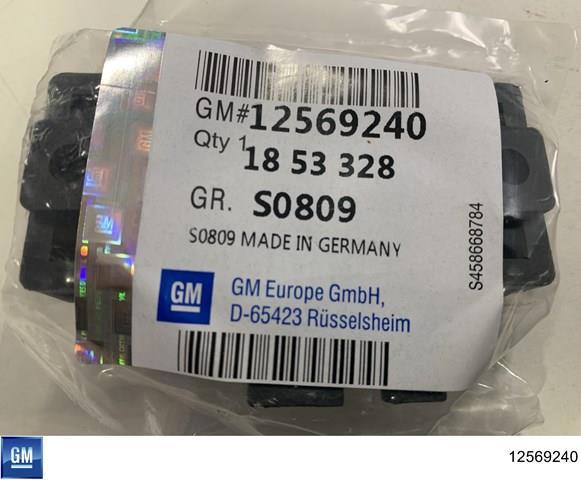 GM#12569240
Qty 1
18 53 328
GR. S0809
S0809 MADE IN GERMANY
GM
GM Europe GmbH,
D-65423 Rüsselsheim
S458668784
GM
GM
12569240